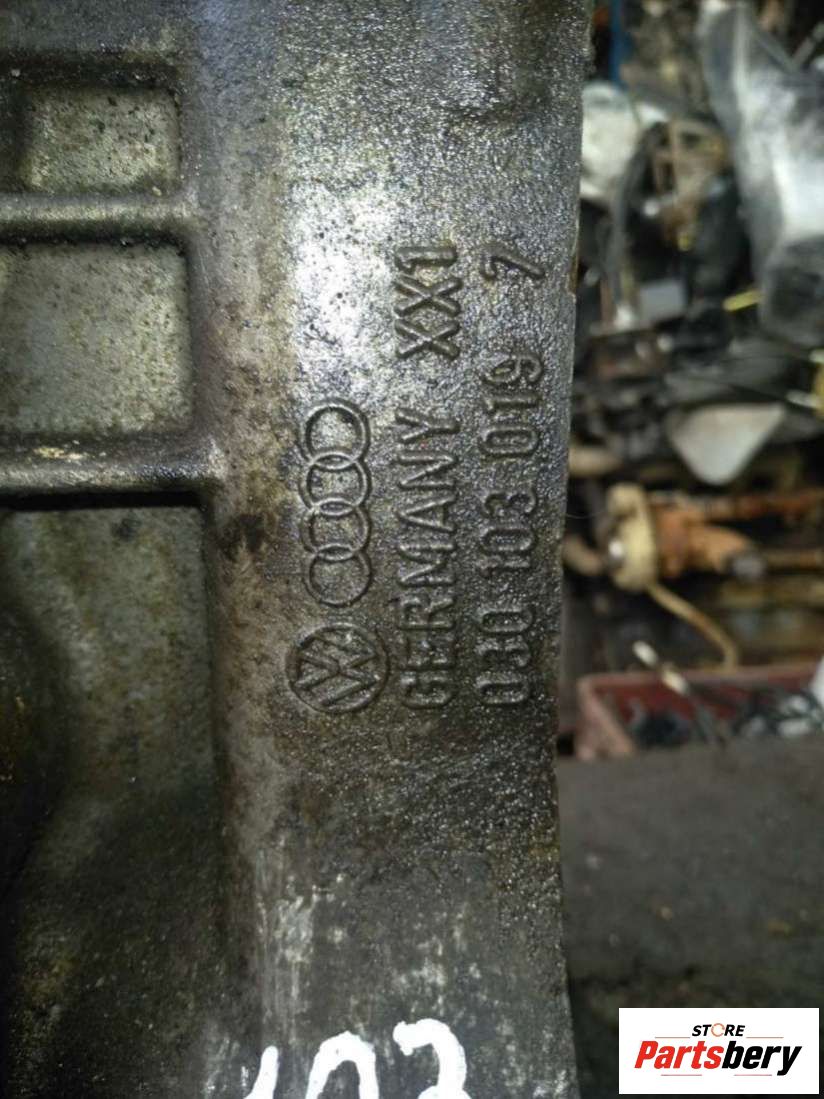 GERMANY XX1
030 103 019 7
103
STORE
Partsbery